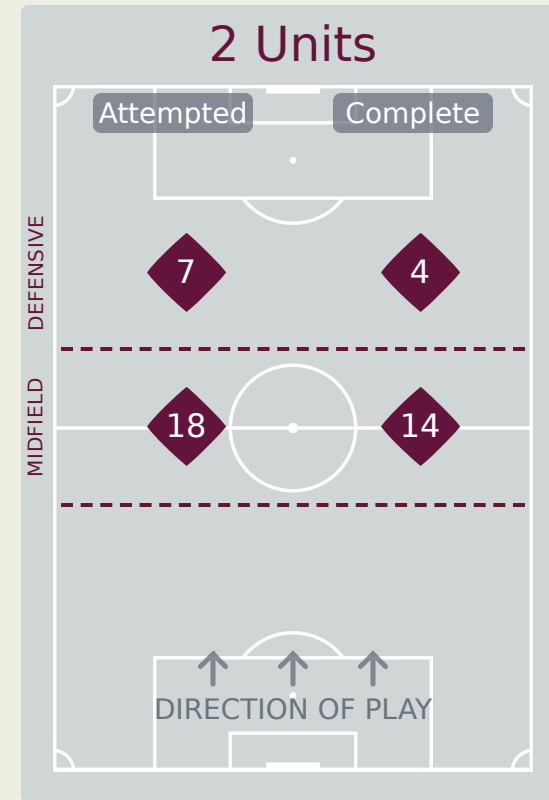 2 Units
Attempted Complete
DEFENSIVE
7 4
MIDFIELD
18 14
DIRECTION OF PLAY